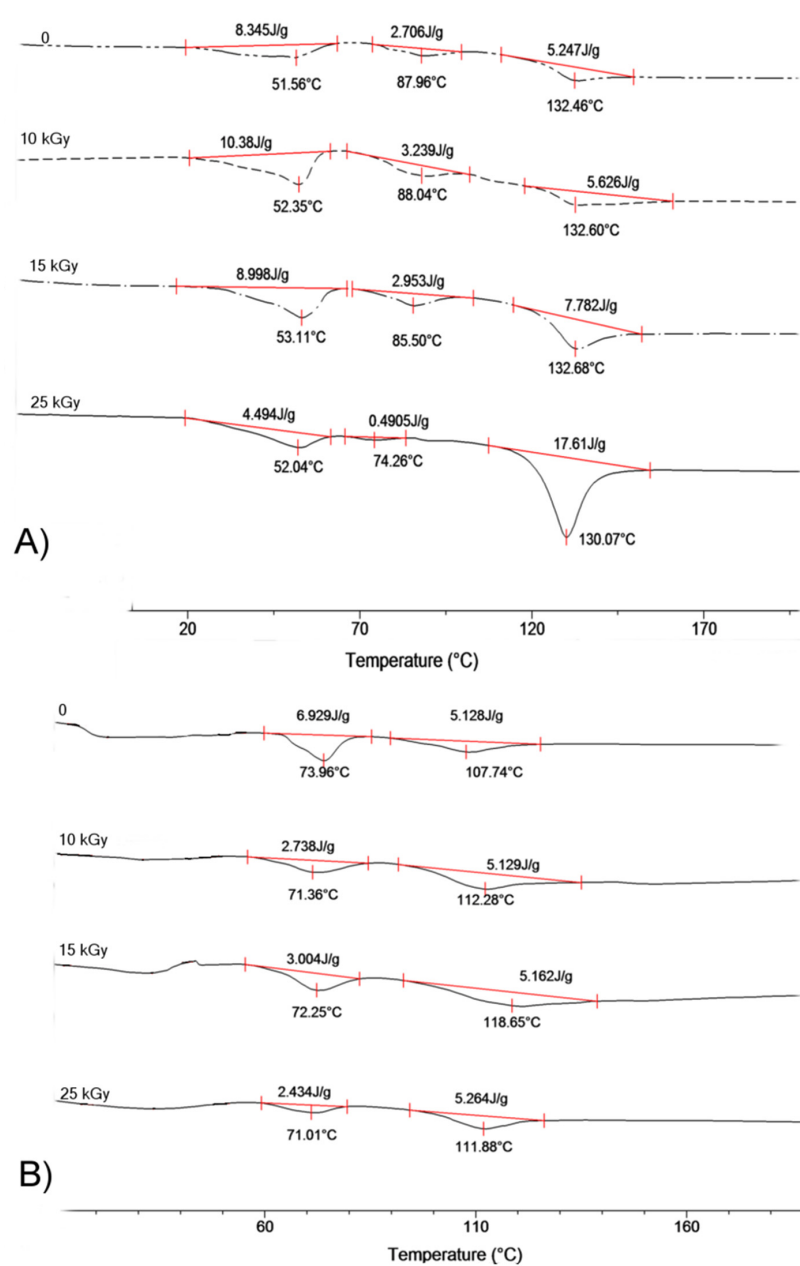 0
8.345J/g
2.706J/g
5.247J/g
51.56°C
87.96°C
132.46°C
10 kGy
10.38J/g
3.239J/g
5.626J/g
52.35°C
88.04°C
132.60°C
15 kGy
8.998J/g
2.953J/g
7.782J/g
53.11°C
85.50°C
132.68°C
25 kGy
4.494J/g
0.4905J/g
17.61J/g
52.04°C
74.26°C
130.07°C
A)
20 70 120 170
Temperature (°C)
0
6.929J/g
5.128J/g
73.96°C
107.74°C
10 kGy
2.738J/g
5.129J/g
71.36°C
112.28°C
15 kGy
3.004J/g
5.162J/g
72.25°C
118.65°C
25 kGy
2.434J/g
5.264J/g
71.01°C
111.88°C
B)
60 110 160
Temperature (°C)